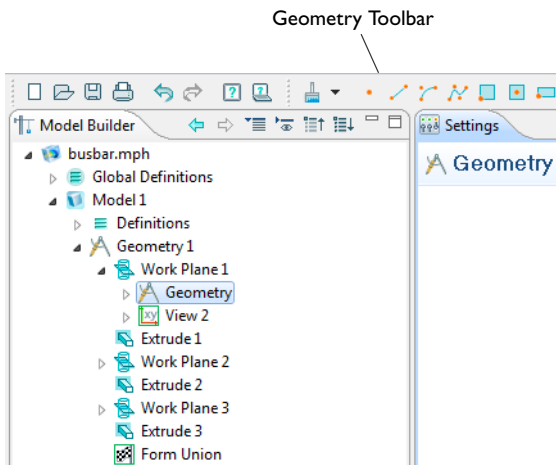 Geometry Toolbar
Model Builder
Settings
busbar.mph
Geometry
Global Definitions
Model 1
Definitions
Geometry 1
Work Plane 1
Geometry
xy View 2
Extrude 1
Work Plane 2
Extrude 2
Work Plane 3
Extrude 3
Form Union